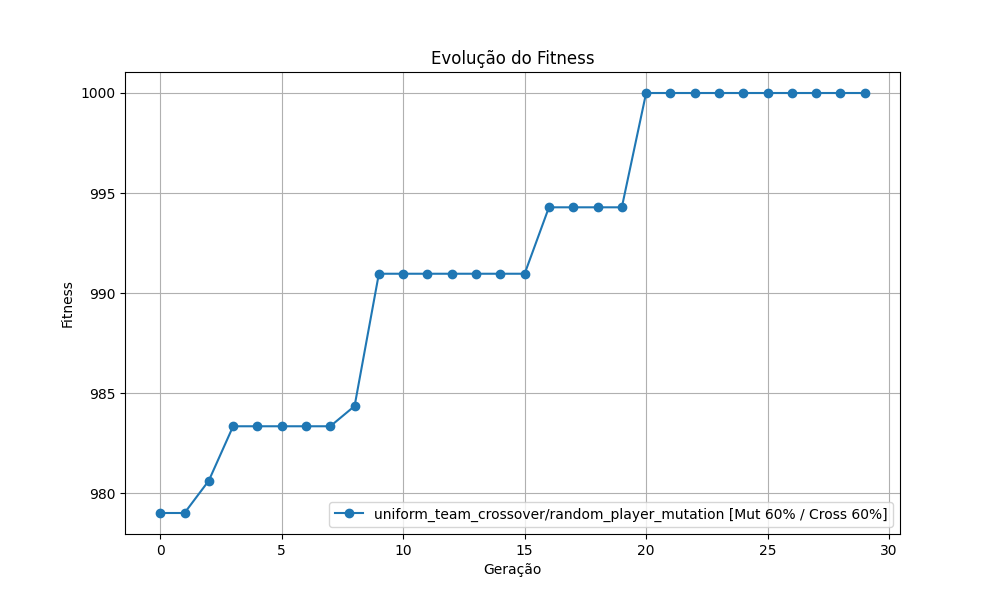 Evolução do Fitness
Fitness
1000
995
990
985
980
uniform_team_crossover/random_player_mutation [Mut 60% / Cross 60%]
0 5 10 15 20 25 30
Geração